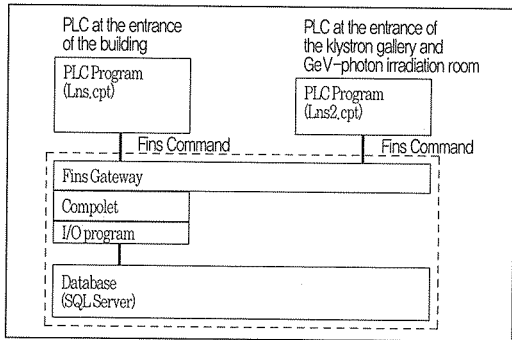 PLC at the entrance
of the building
PLC Program
(Lns,cpt)
PLC at the entrance of
the klystron gallery and
GeV-photon irradiation room
PLC Program
(Lns2,cpt)
Fins Command
Fins Command
Fins Gateway
Compolet
I/O program
Database
(SQL Server)